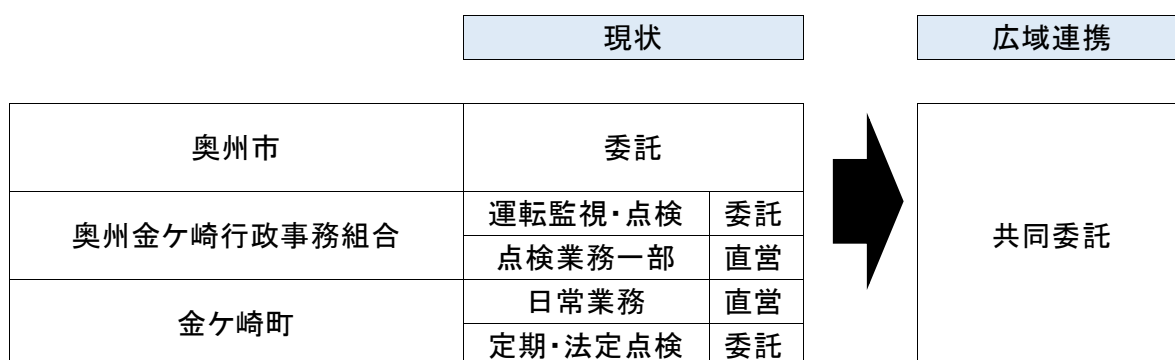 現状 広域連携
奥州市 委託
奥州金ケ崎行政事務組合 運転監視・点検 委託
点検業務一部 直営
共同委託
金ケ崎町 日常業務 直営
定期・法定点検 委託